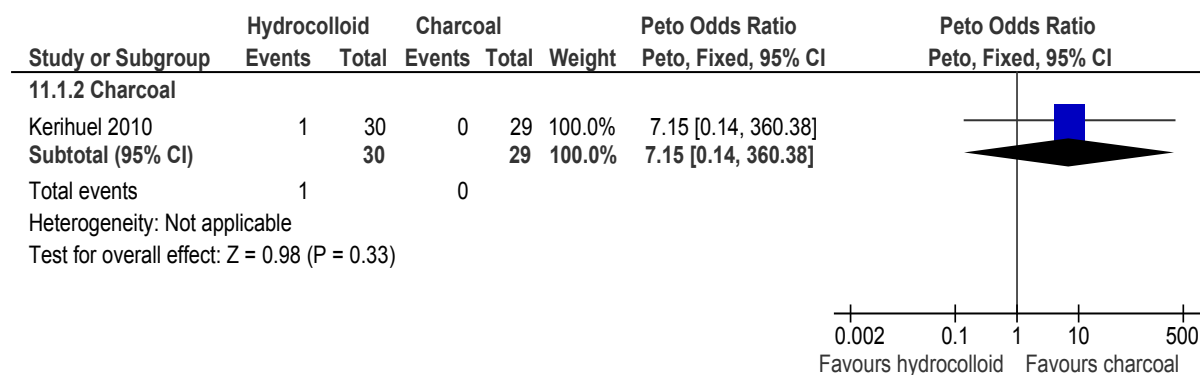 Hydrocolloid Charcoal Peto Odds Ratio Peto Odds Ratio
Study or Subgroup Events Total Events Total Weight Peto, Fixed, 95% CI Peto, Fixed, 95% CI
11.1.2 Charcoal
Kerihuel 2010 1 30 0 29 100.0% 7.15 [0.14, 360.38]
Subtotal (95% CI) 30 29 100.0% 7.15 [0.14, 360.38]
Total events 1 0
Heterogeneity: Not applicable
Test for overall effect: Z = 0.98 (P = 0.33)
0.002 0.1 1 10 500
Favours hydrocolloid Favours charcoal